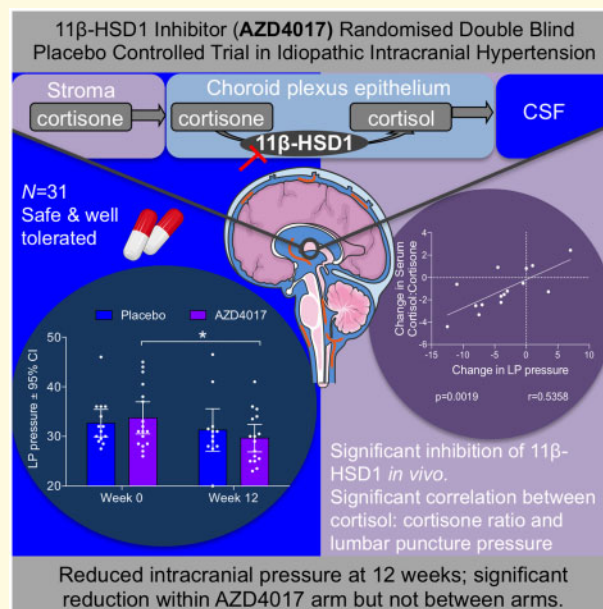 11β-HSD1 Inhibitor (AZD4017) Randomised Double Blind
Placebo Controlled Trial in Idiopathic Intracranial Hypertension
Stroma
cortisone
Choroid plexus epithelium
cortisone
cortisol
11β-HSD1
CSF
N=31
Safe & well
tolerated
Placebo
AZD4017
*
LP pressure ± 95% CI
50
40
30
20
Week 0
Week 12
Change in Serum
Cortisol:Cortisone
4
2
0
-2
-4
-6
-15
-10
-5
0
5
10
Change in LP pressure
p=0.0019
r=0.5358
Significant inhibition of 11β-
HSD1 in vivo.
Significant correlation between
cortisol: cortisone ratio and
lumbar puncture pressure
Reduced intracranial pressure at 12 weeks; significant
reduction within AZD4017 arm but not between arms.